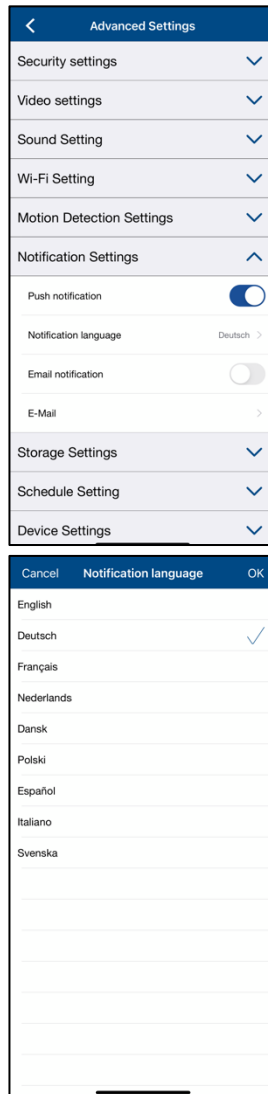 Advanced Settings
Security settings
Video settings
Sound Setting
Wi-Fi Setting
Motion Detection Settings
Notification Settings
Push notification
Notification language Deutsch
Email notification
E-Mail
Storage Settings
Schedule Setting
Device Settings
Cancel Notification language OK
English
Deutsch
Français
Nederlands
Dansk
Polski
Español
Italiano
Svenska